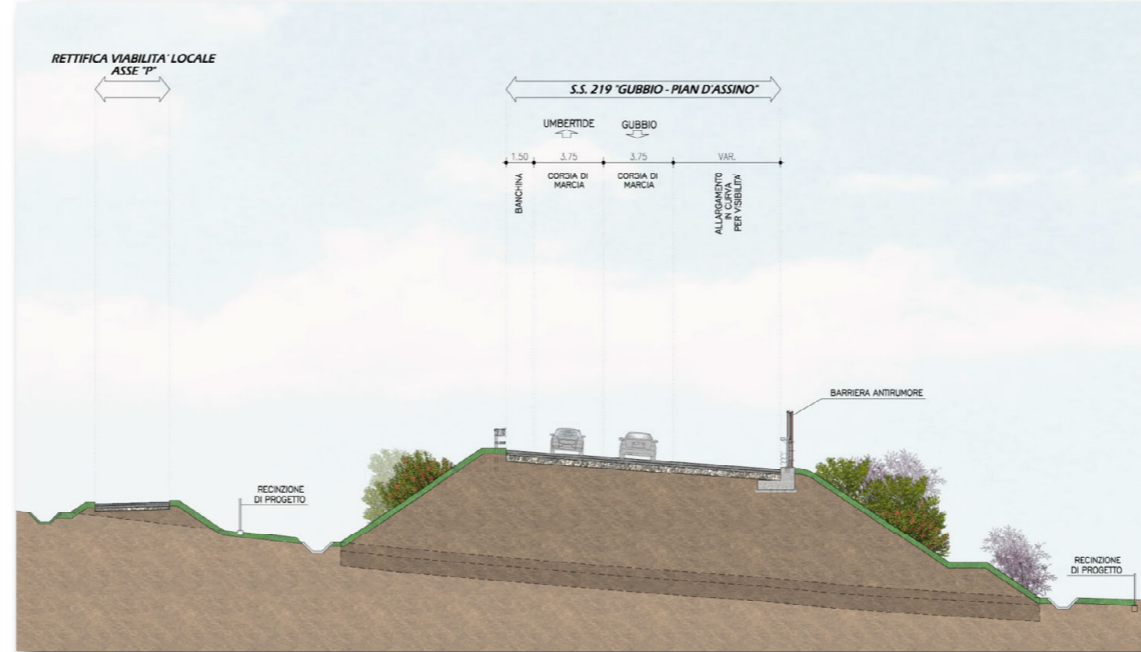 RETTIFICA VIABILITA' LOCALE
ASSE "P"
S.S. 219 "GUBBIO - PIAN D'ASSINO"
UMBERTIDE
GUBBIO
1.50
3.75
3.75
VAR.
BANCHINA
CORSIA DI
MARCIA
CORSIA DI
MARCIA
ALLARGAMENTO
IN CURVA
PER VISIBILITA'
BARRIERA ANTIRUMORE
RECINZIONE
DI PROGETTO
RECINZIONE
DI PROGETTO